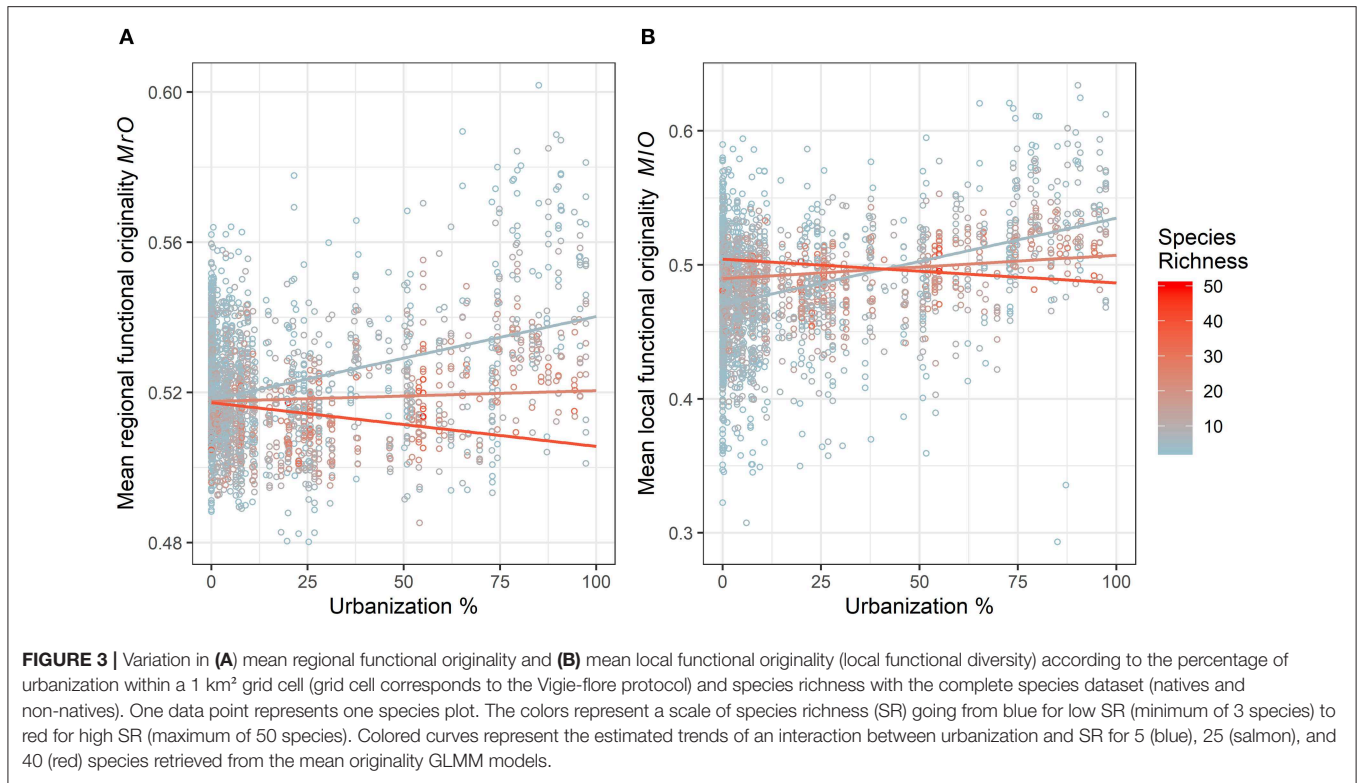 A
B
Mean regional functional originality MrO
0.60
0.56
0.52
0.48
0
25
50
75
100
Urbanization %
Mean local functional originality MlO
0.6
0.5
0.4
0.3
0
25
50
75
100
Urbanization %
Species
Richness
50
40
30
20
10
FIGURE 3 | Variation in (A) mean regional functional originality and (B) mean local functional originality (local functional diversity) according to the percentage of
urbanization within a 1 km² grid cell (grid cell corresponds to the Vigie-flore protocol) and species richness with the complete species dataset (natives and
non-natives). One data point represents one species plot. The colors represent a scale of species richness (SR) going from blue for low SR (minimum of 3 species) to
red for high SR (maximum of 50 species). Colored curves represent the estimated trends of an interaction between urbanization and SR for 5 (blue), 25 (salmon), and
40 (red) species retrieved from the mean originality GLMM models.